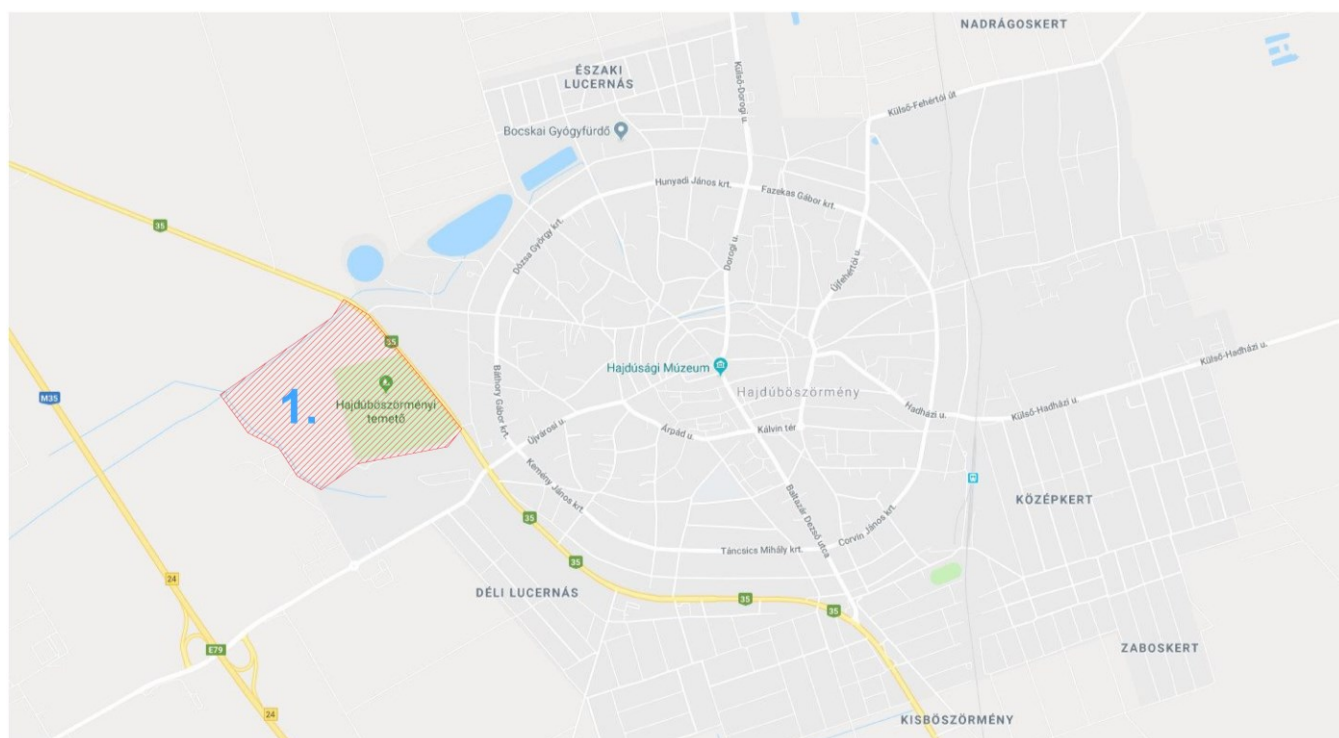 NADRÁGOSKERT
ÉSZAKI
LUCERNÁS
Külső-Dorogi u.
Külső-Fehértói út
Bocskai Gyógyfürdő
Hunyadi János krt.
Fazekas Gábor krt.
35
Dózsa György krt.
Dorogi u.
Újfehértói u.
35
Külső-Hadházi u.
Hajdúsági Múzeum
M35
1.
Hajdúböszörményi
temető
Báthory Gábor krt.
Hajdúböszörmény
Hadházi u.
Külső-Hadházi u.
Újvárosi u.
Árpád u.
Kálvin tér
Kemény János krt.
Baltazár Dezső utca
KÖZÉPKERT
35
Corvin János krt.
Táncsics Mihály krt.
35
24
DÉLI LUCERNÁS
35
35
E79
ZABOSKERT
24
KISBÖSZÖRMÉNY